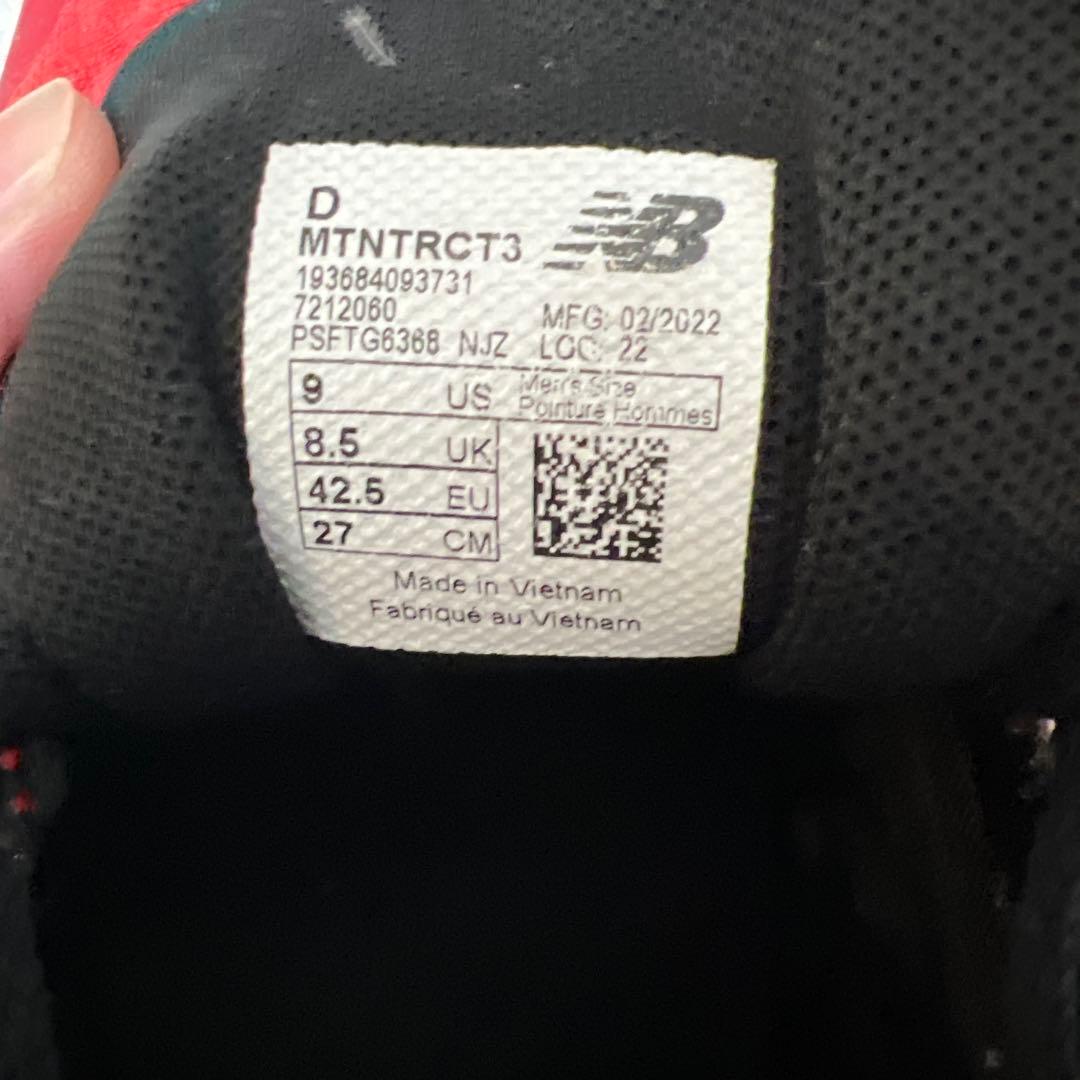 D
MTNTRCT3
NB
193684093731
7212060
MFG: 02/2022
PSFTG6368 NJZ LOC: 22
9 US Men's Size
Pointure Hommes
8.5 UK
42.5 EU
27 CM
Made in Vietnam
Fabriqué au Vietnam